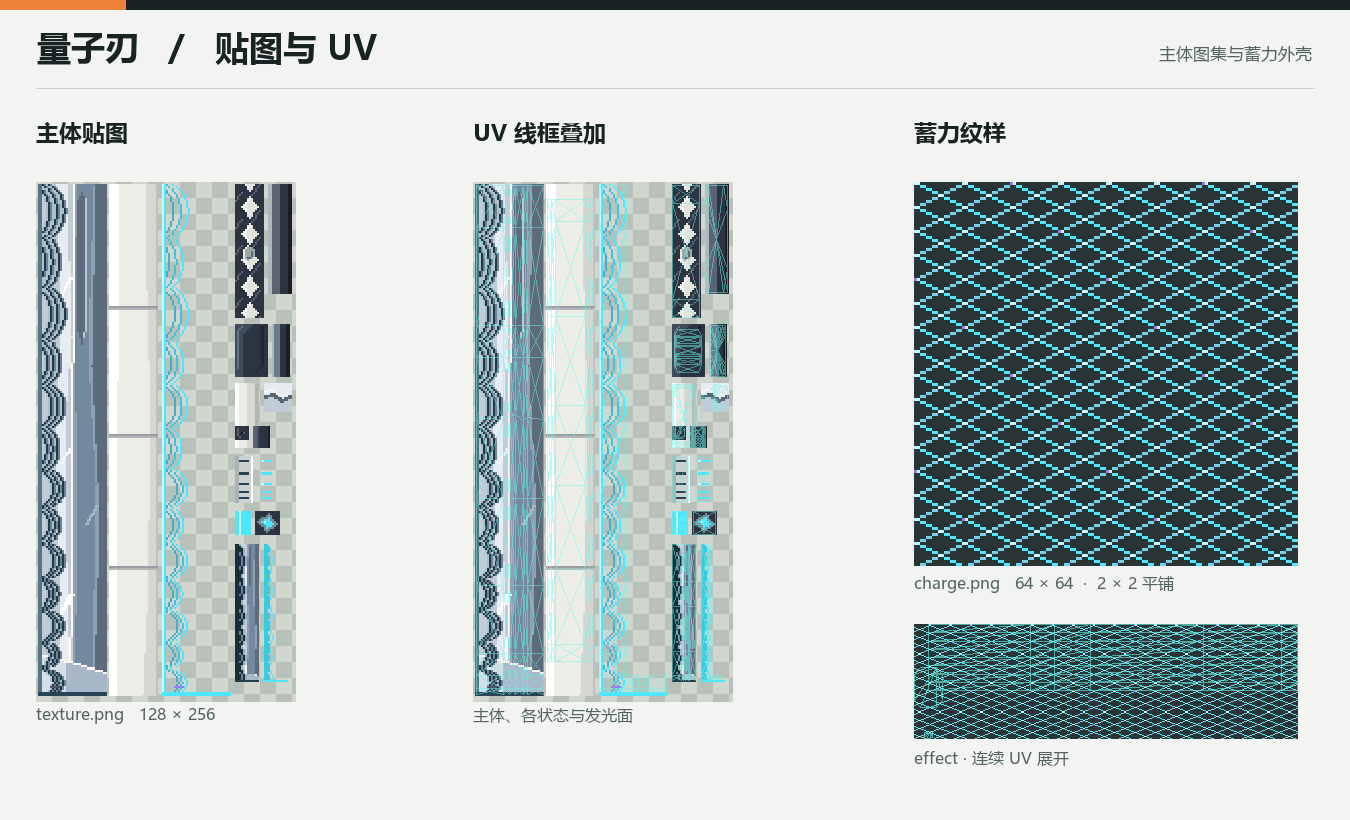 量子刃 / 贴图与 UV
主体图集与蓄力外壳
主体贴图
UV 线框叠加
蓄力纹样
texture.png 128 × 256
主体、各状态与发光面
charge.png 64 × 64 · 2 × 2 平铺
effect · 连续 UV 展开